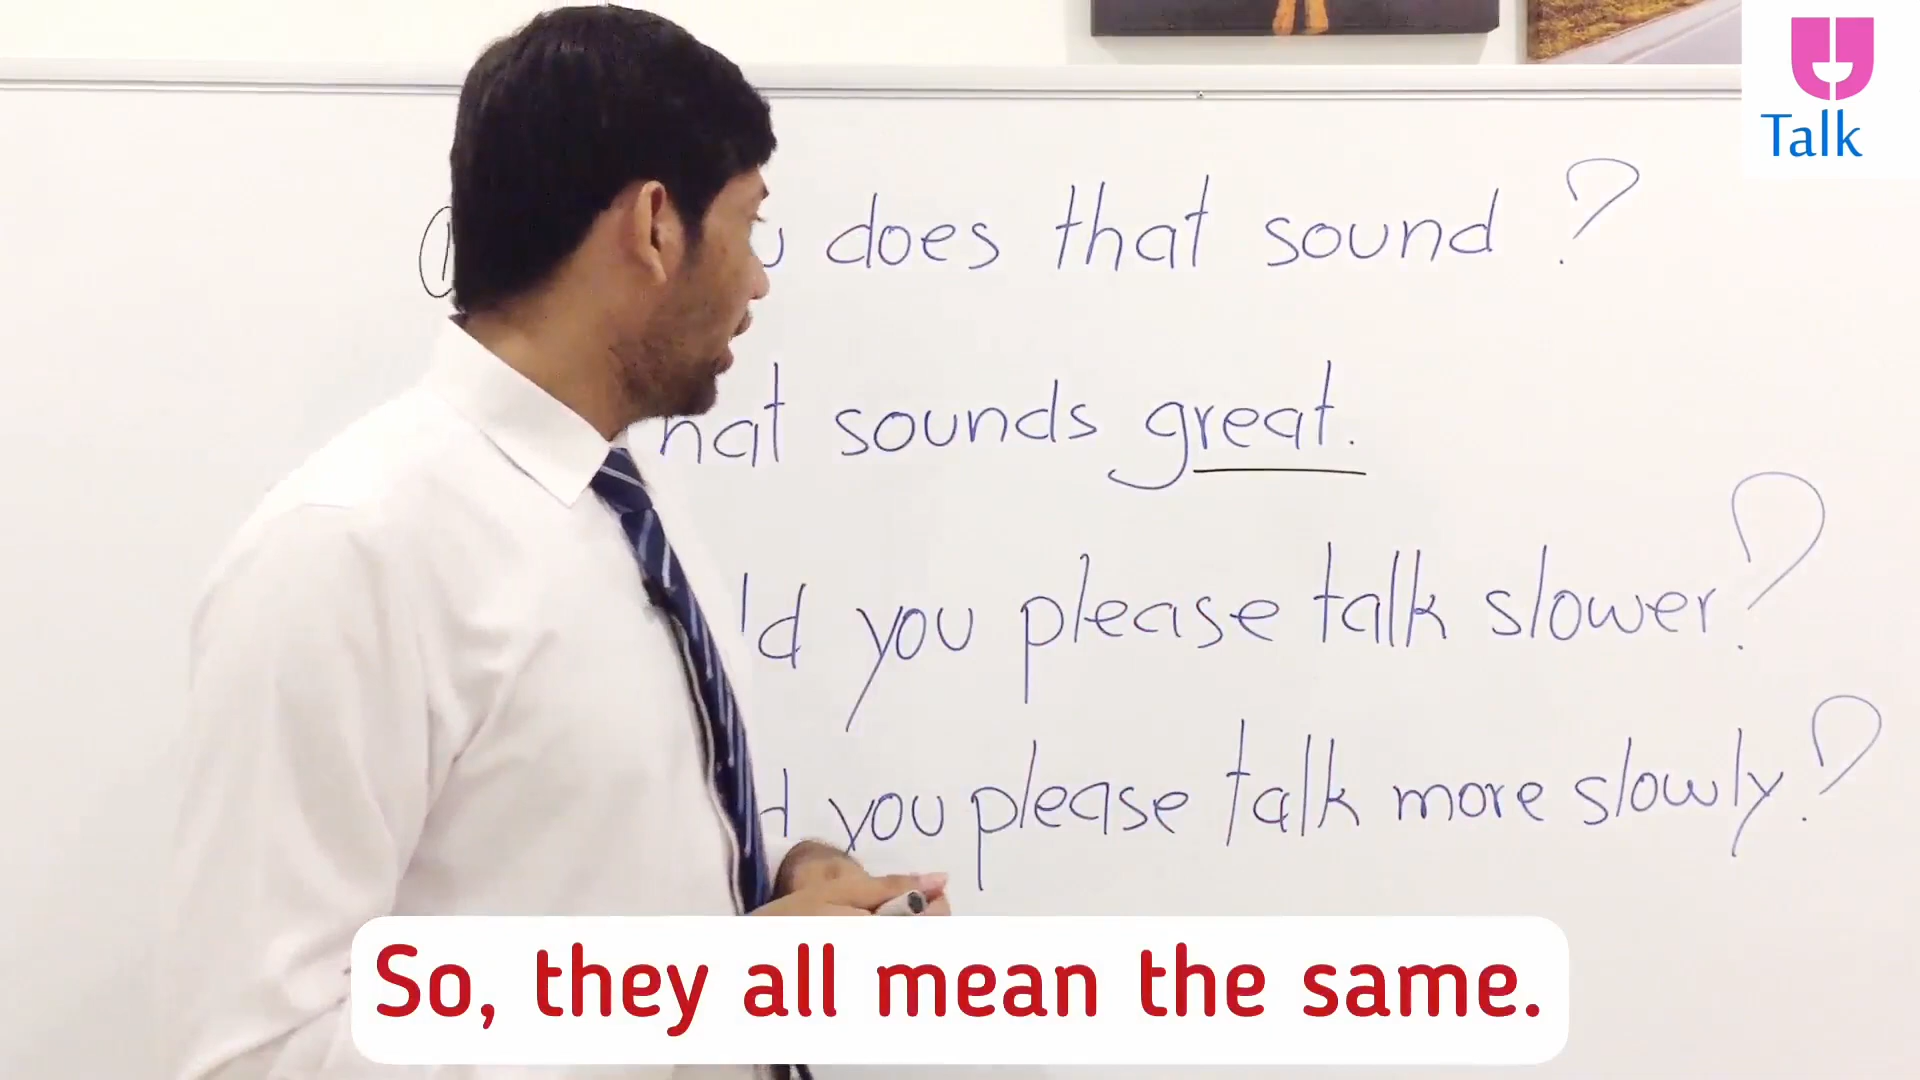 Talk
does that sound ?
sounds great.
you please talk slower?
you please talk more slowly?
So, they all mean the same.